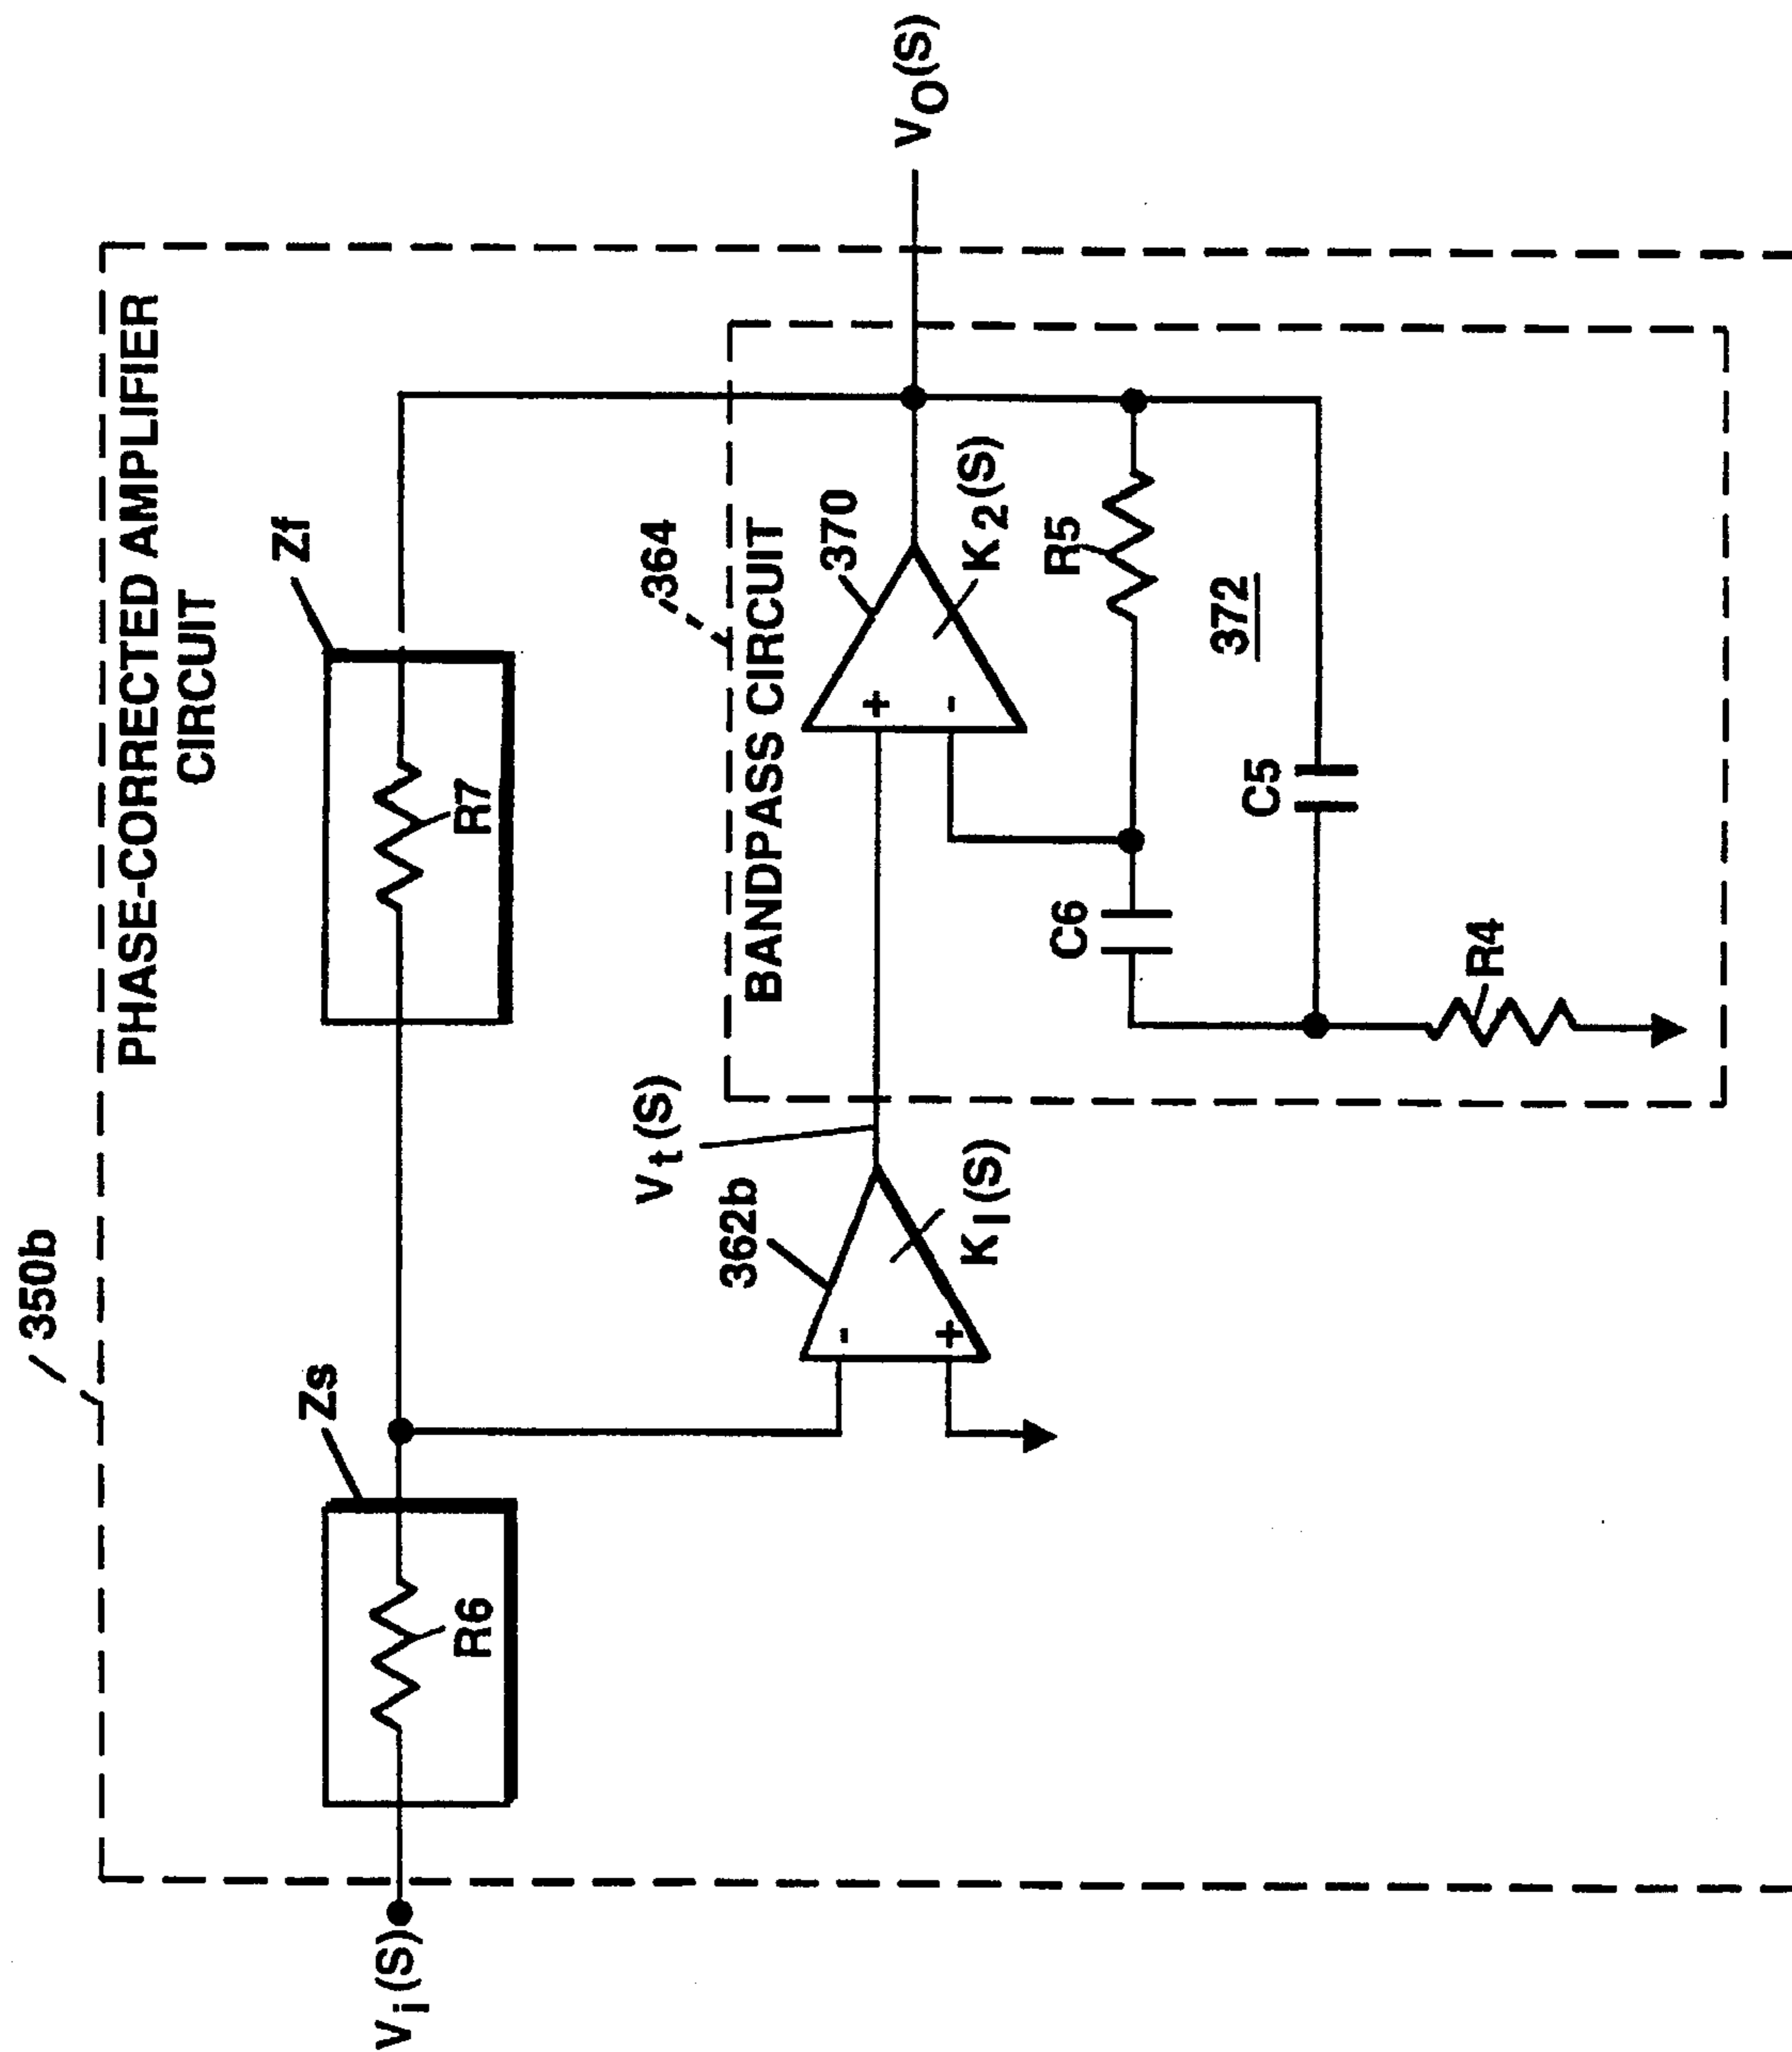 350b
PHASE-CORRECTED AMPLIFIER
CIRCUIT
Zs
Zf
R6
R7
Vi(S)
Vt(S)
364
BANDPASS CIRCUIT
362b
K1(S)
370
K2(S)
VO(S)
C6
R5
372
C5
R4
-
+
+
-